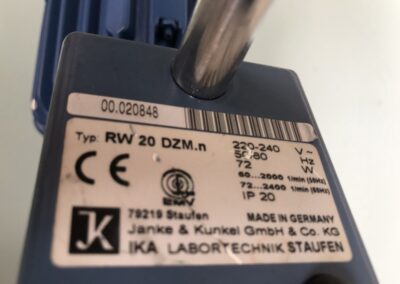 00.020848
Typ: RW 20 DZM.n
220-240 V~
50/60 Hz
72 W
60...2000 1/min (50Hz)
72...2400 1/min (60Hz)
IP 20
CE
EMV
79219 Staufen MADE IN GERMANY
Janke & Kunkel GmbH & Co. KG
IKA LABORTECHNIK STAUFEN
JK